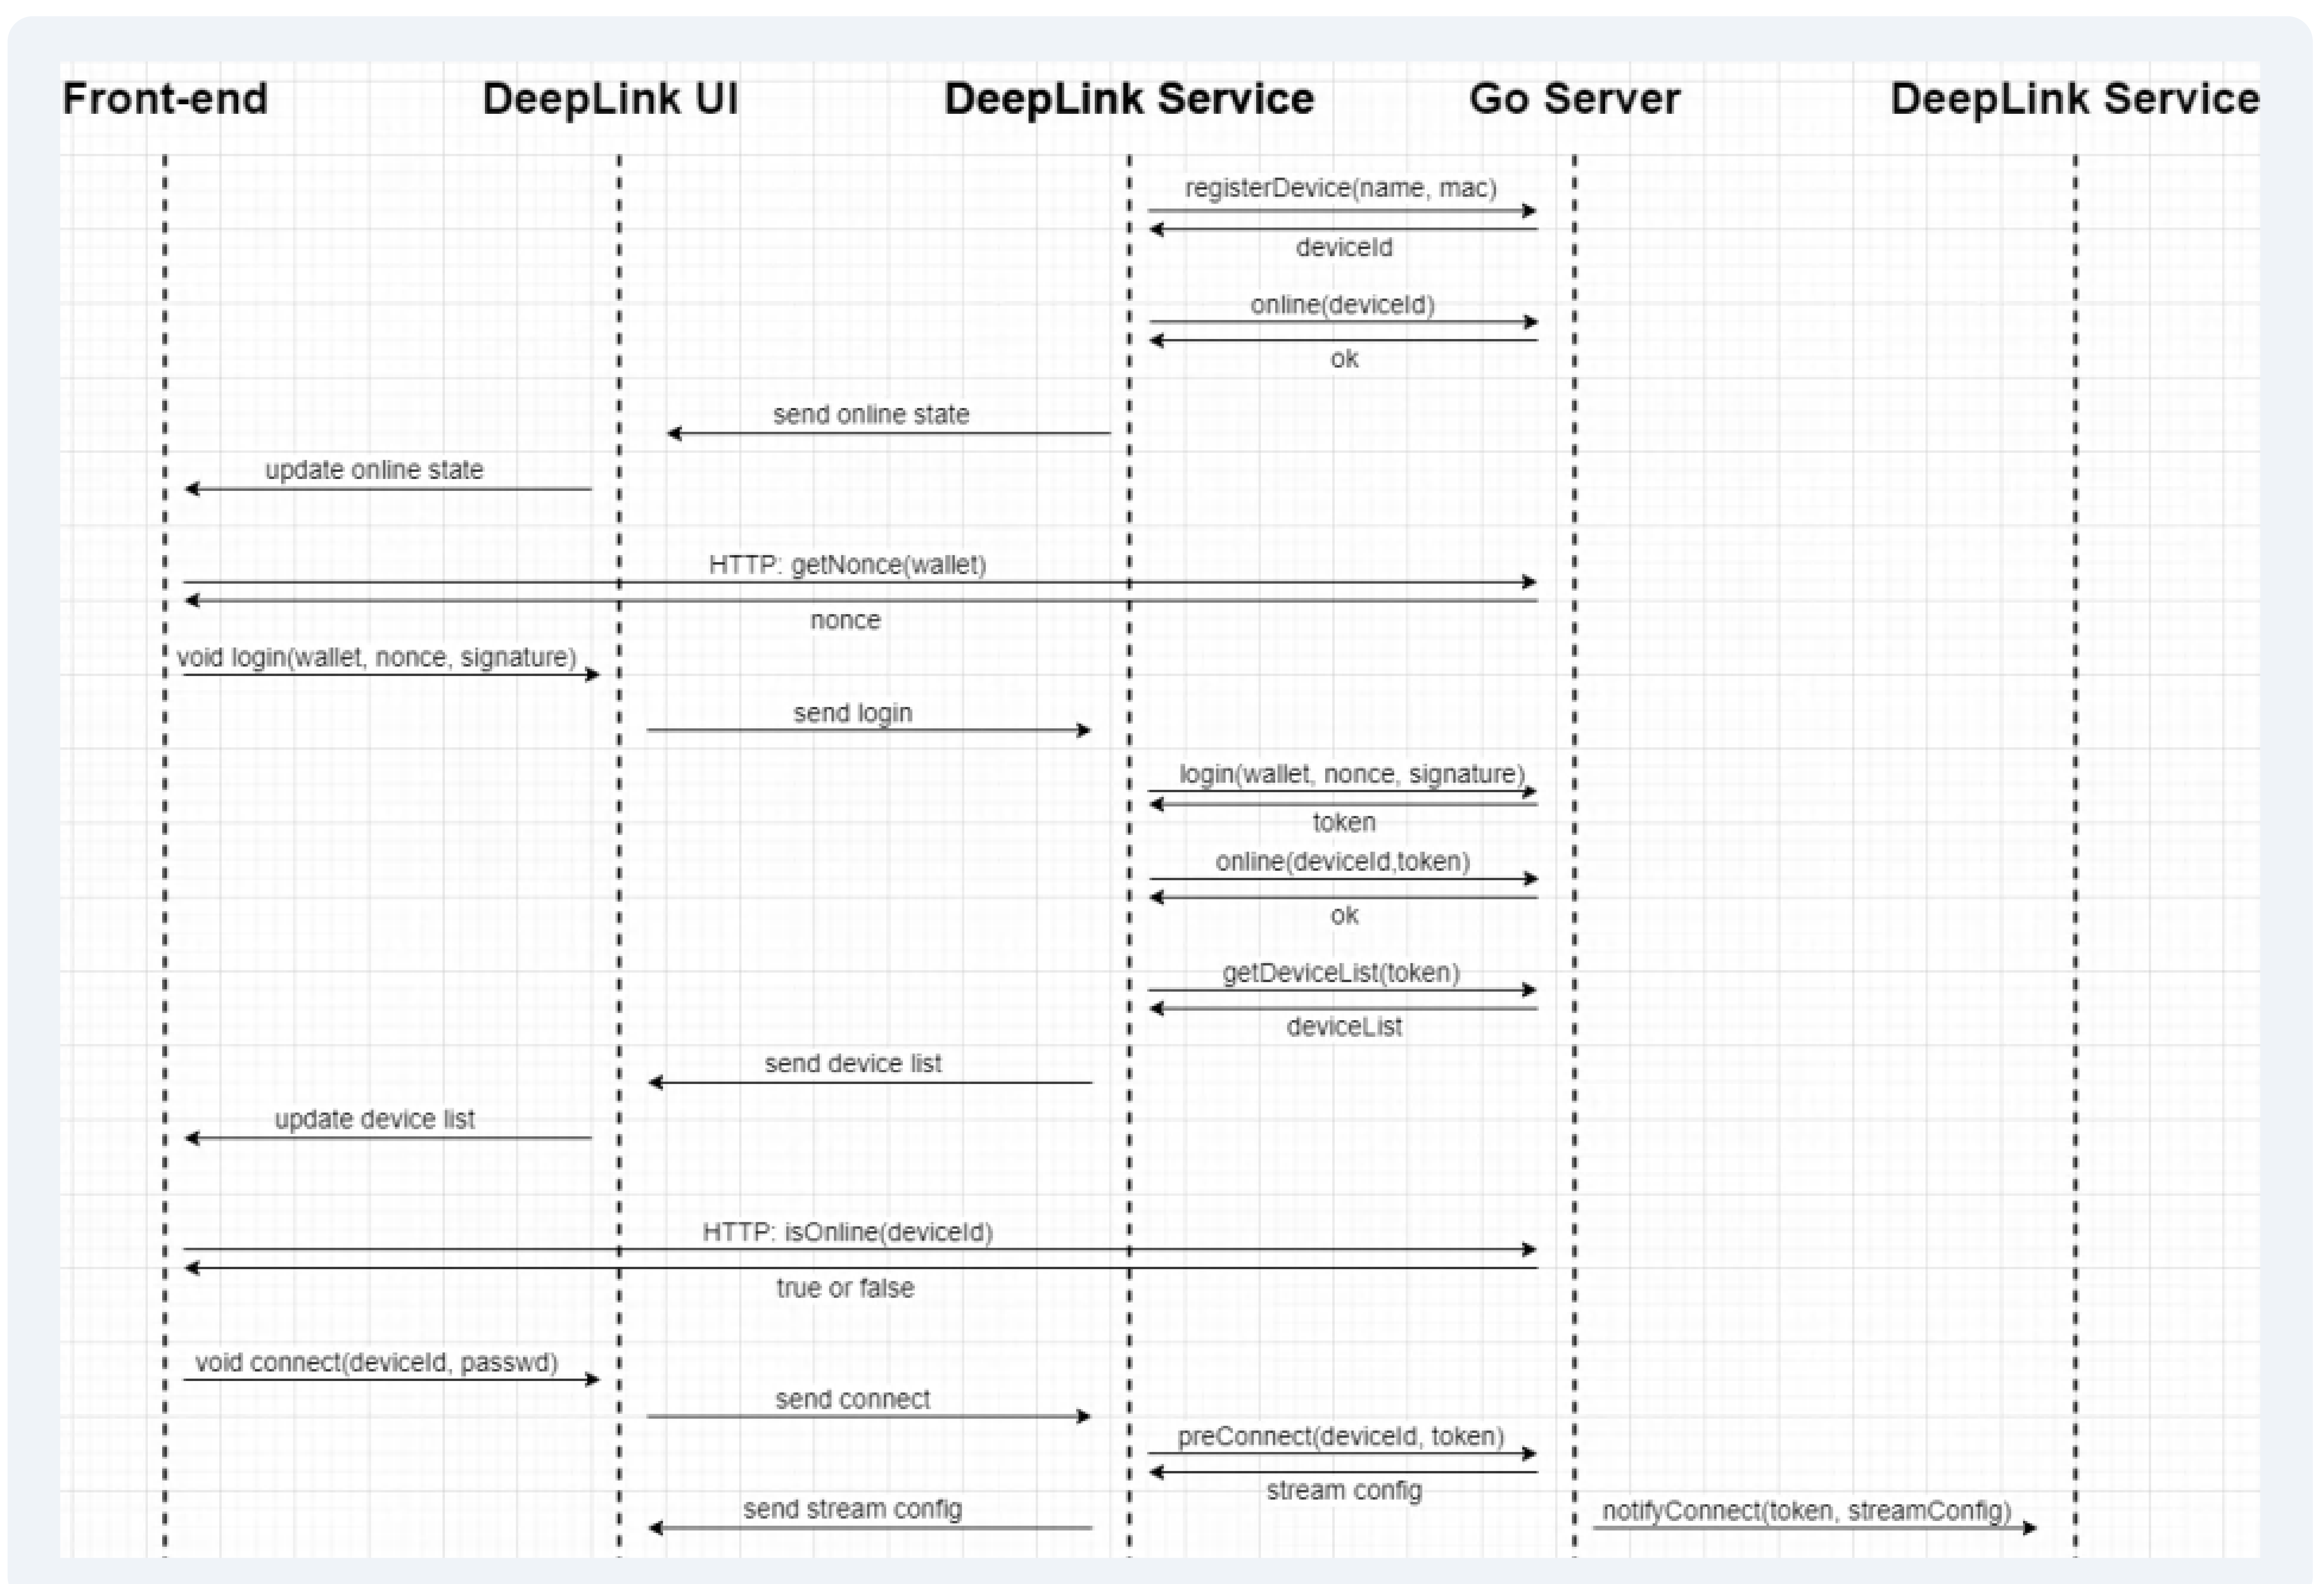 Front-end
DeepLink UI
DeepLink Service
Go Server
DeepLink Service
registerDevice(name, mac)
deviceId
online(deviceId)
ok
send online state
update online state
HTTP: getNonce(wallet)
nonce
void login(wallet, nonce, signature)
send login
login(wallet, nonce, signature)
token
online(deviceId,token)
ok
getDeviceList(token)
deviceList
send device list
update device list
HTTP: isOnline(deviceId)
true or false
void connect(deviceId, passwd)
send connect
preConnect(deviceId, token)
stream config
send stream config
notifyConnect(token, streamConfig)